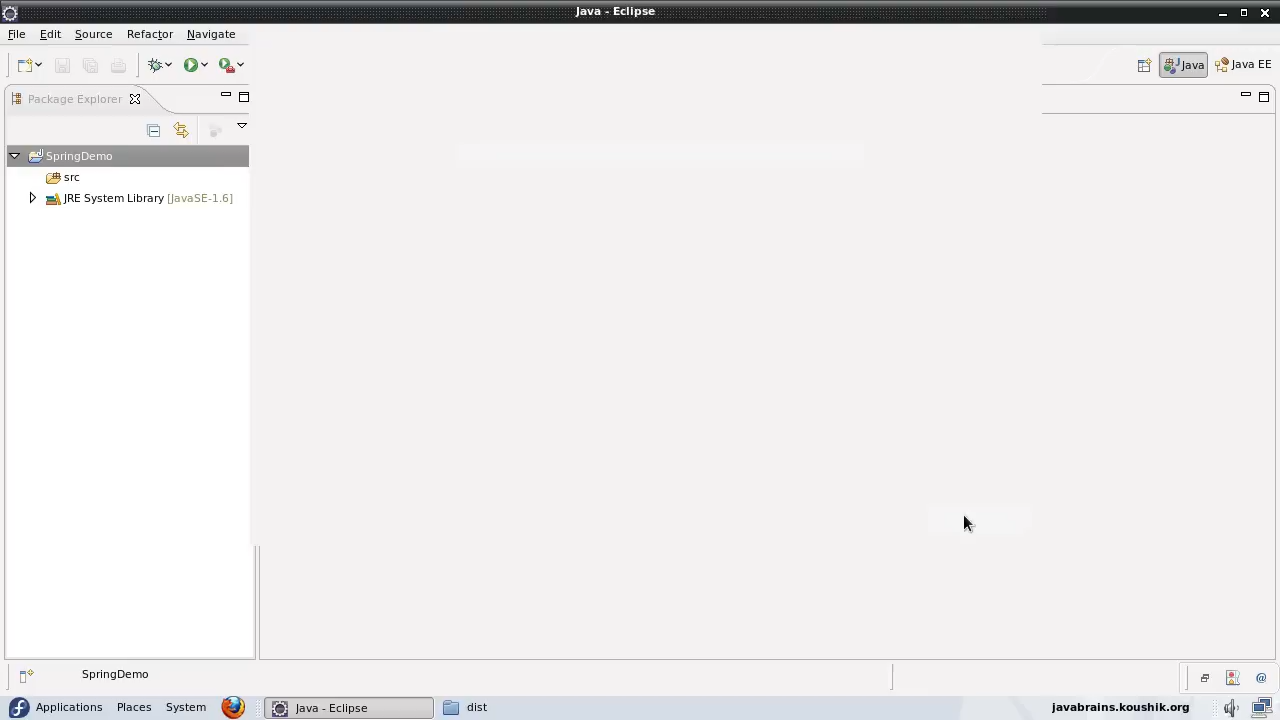 Java - Eclipse
File Edit Source Refactor Navigate
Java Java EE
Package Explorer
SpringDemo
src
JRE System Library [JavaSE-1.6]
SpringDemo
Applications Places System Java - Eclipse dist javabrains.koushik.org